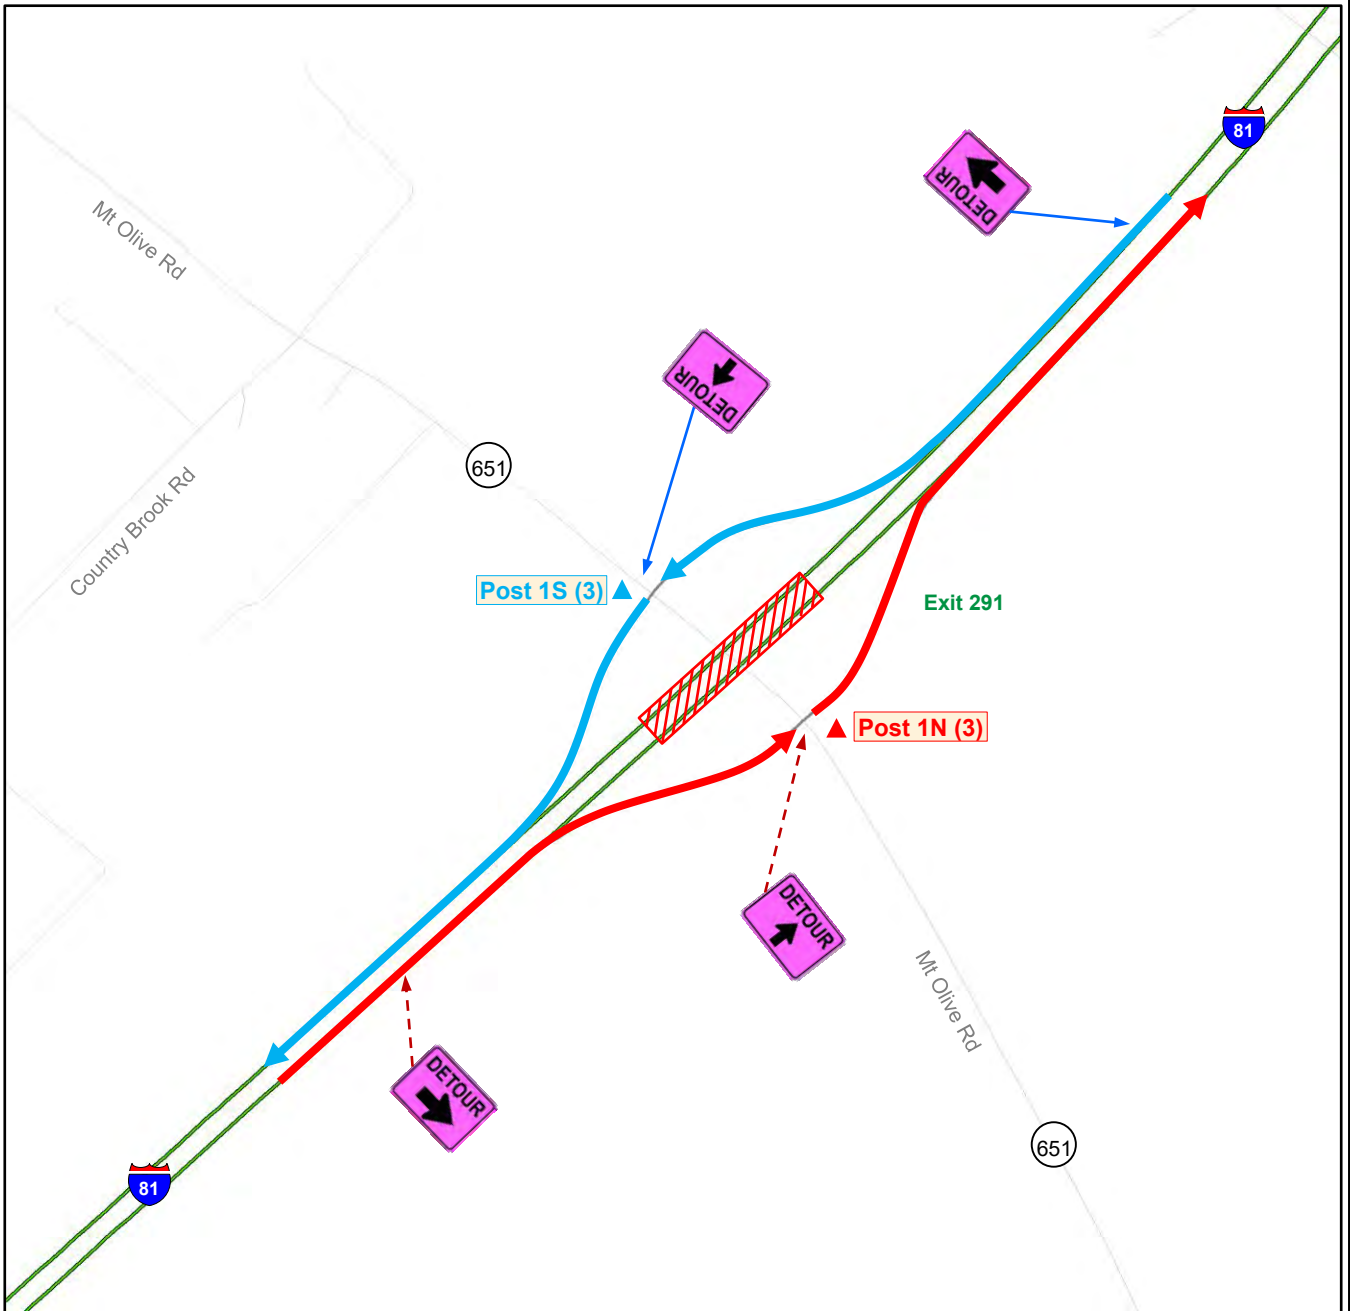 81
DETOUR
Mt Olive Rd
DETOUR
651
Country Brook Rd
Post 1S (3)
Exit 291
Post 1N (3)
DETOUR
Mt Olive Rd
DETOUR
651
81